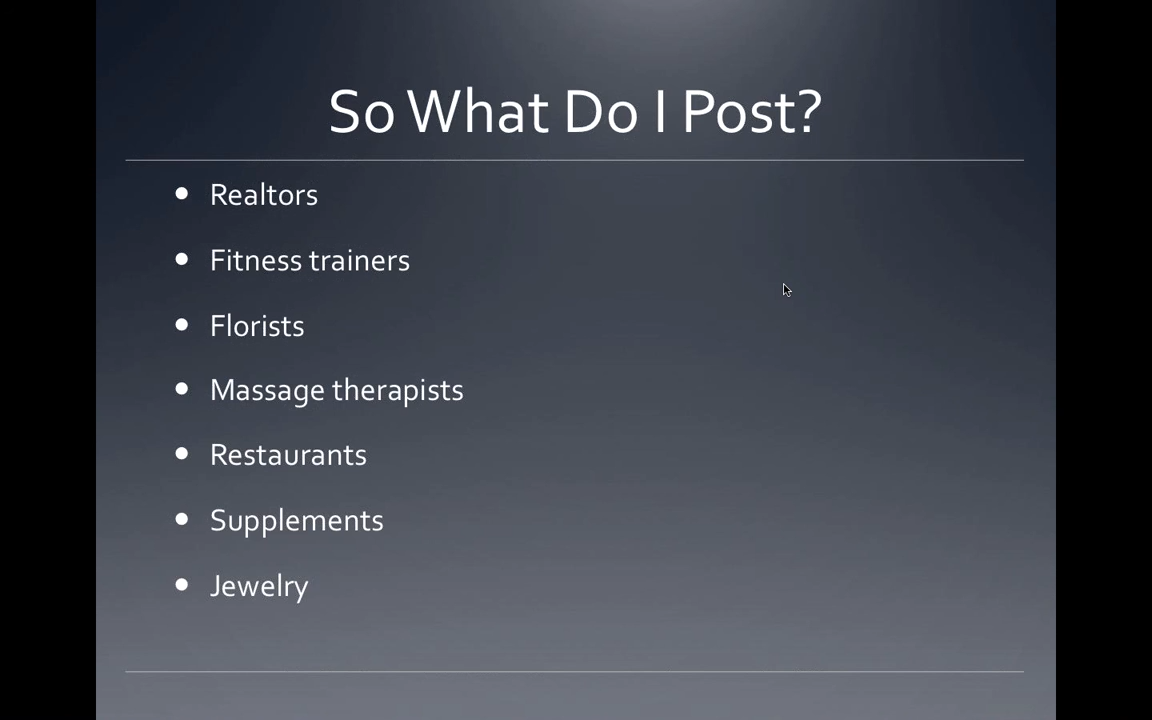 So What Do I Post?
• Realtors
• Fitness trainers
• Florists
• Massage therapists
• Restaurants
• Supplements
• Jewelry